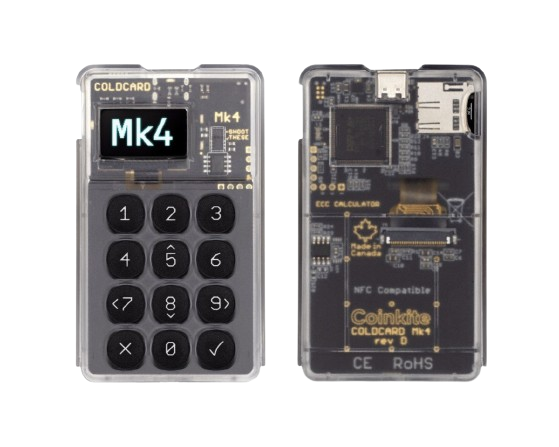 COLDCARD
Mk4
Mk4
SHOOT
THESE
1 2 3
4 5 6
<7 8 9>
X 0 ✓
ECC CALCULATOR
Made in
Canada
NFC Compatible
Coinkite
COLDCARD Mk4
rev D
CE RoHS